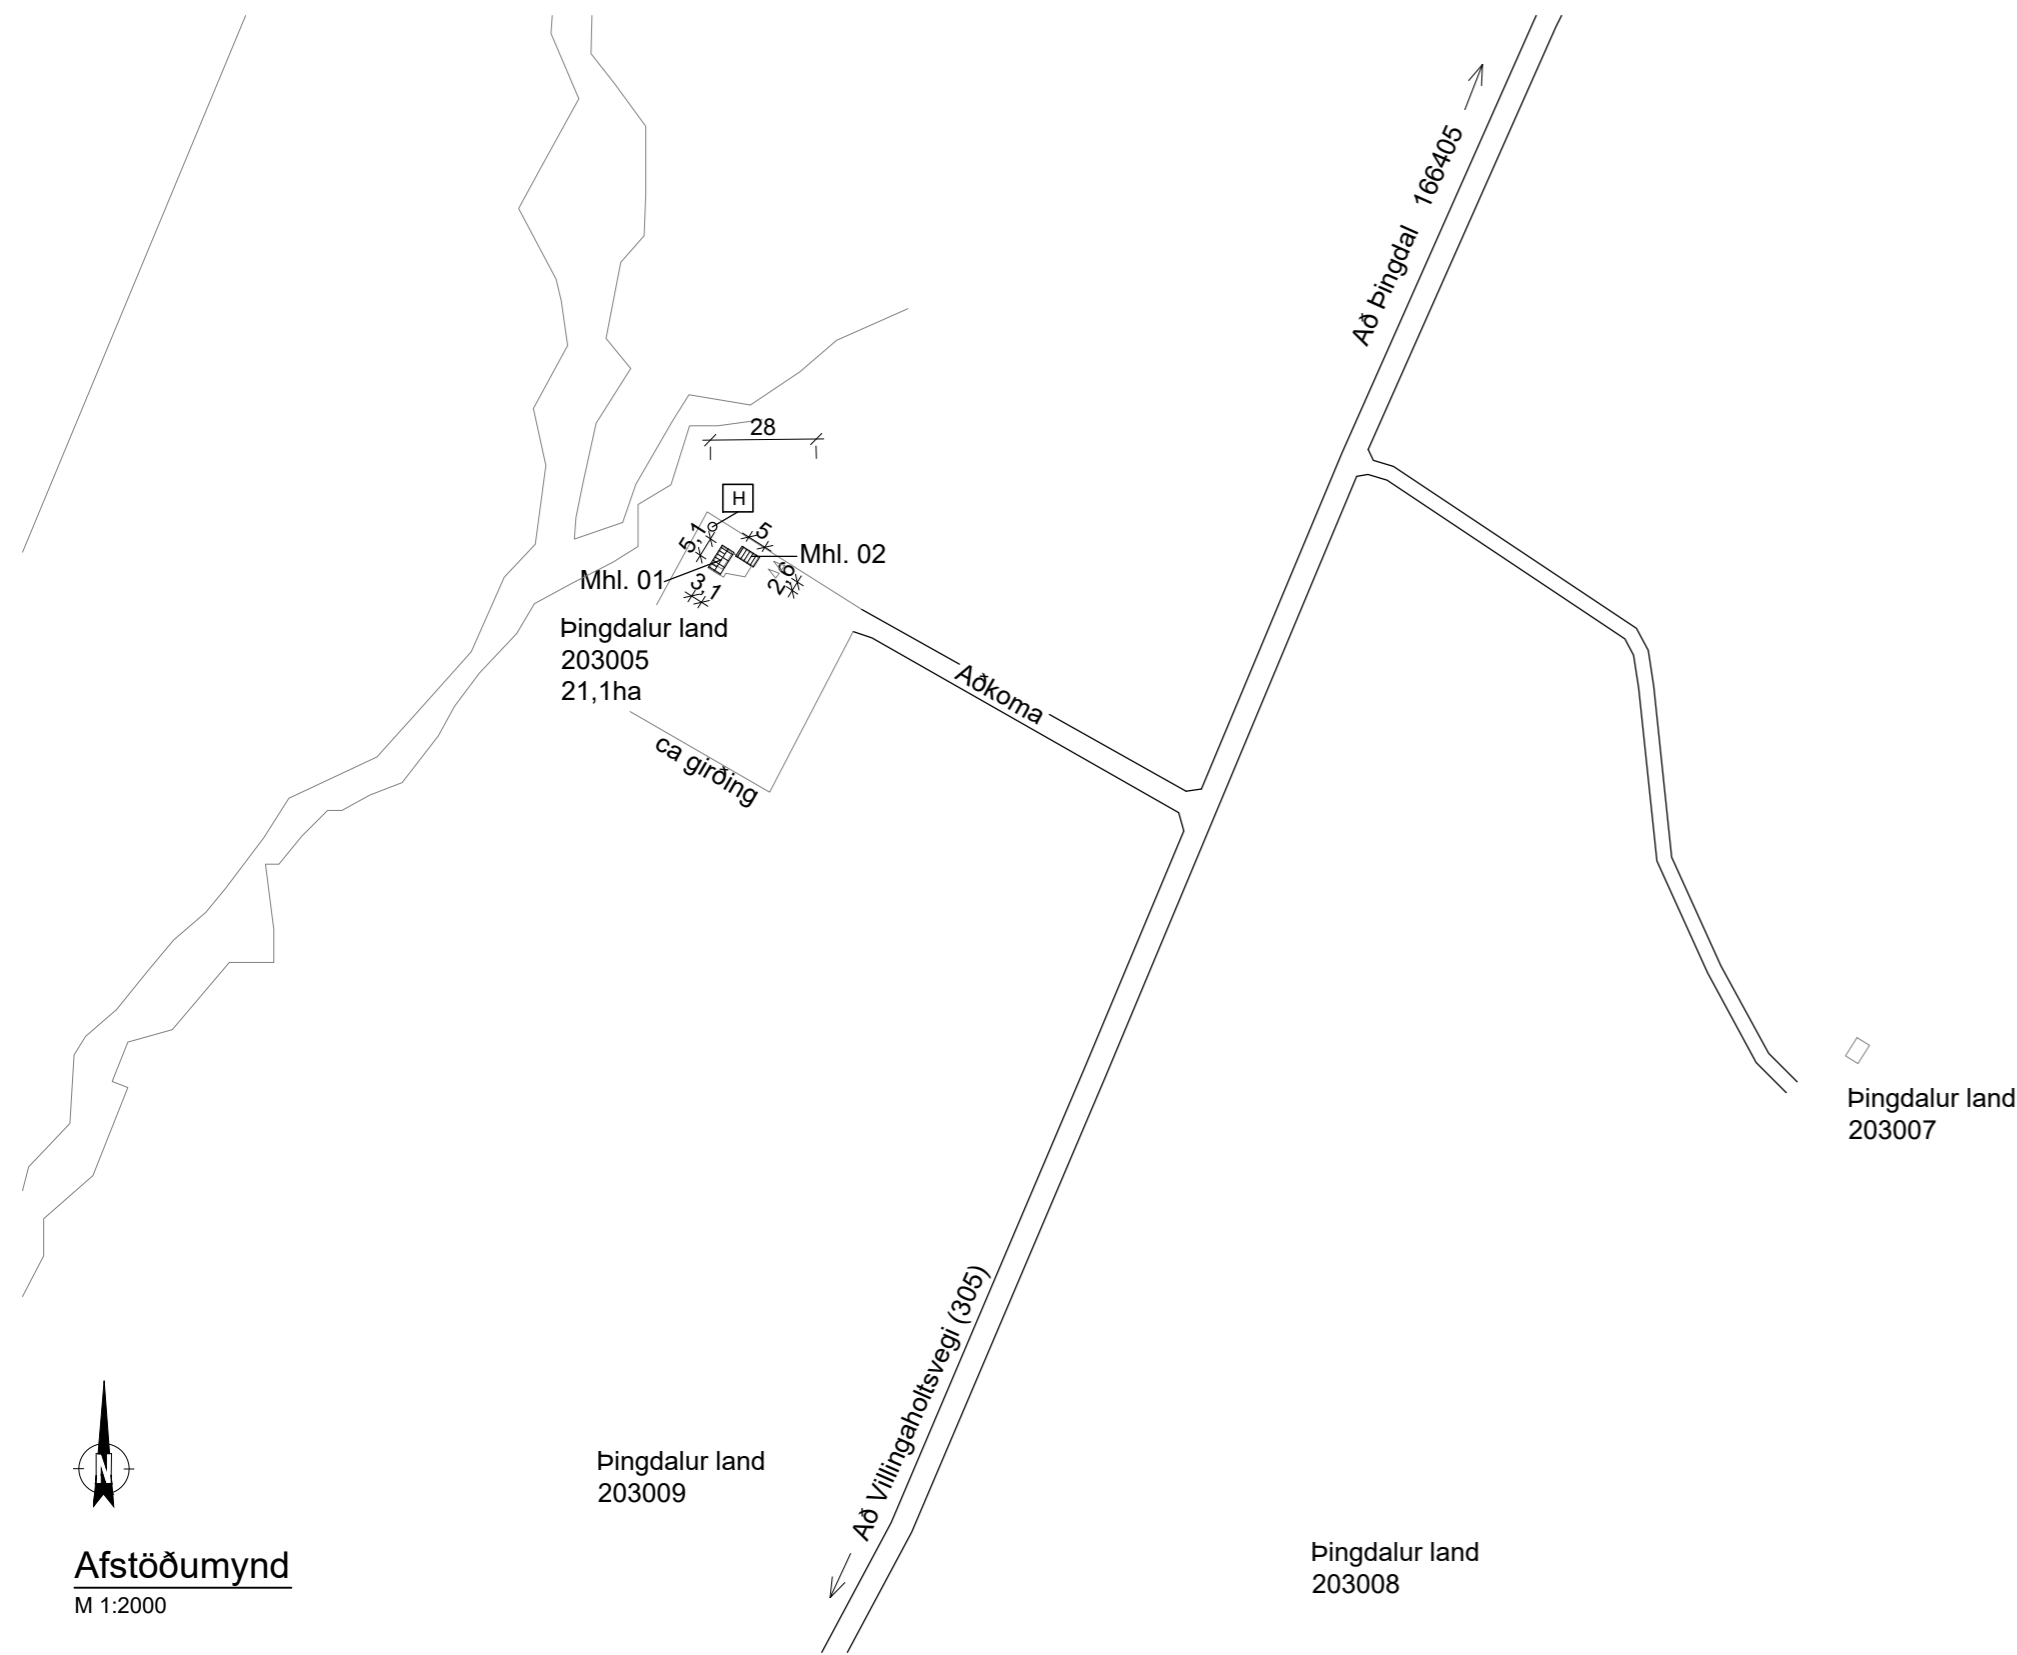 Að Þingdal 166405
28
H
5,1
5
Mhl. 02
Mhl. 01
3,1
2,6
Þingdalur land
203005
21,1ha
Aðkoma
ca girðing
Þingdalur land
203007
Að Villingaholtsvegi (305)
Þingdalur land
203009
N
Afstöðumynd
M 1:2000
Þingdalur land
203008